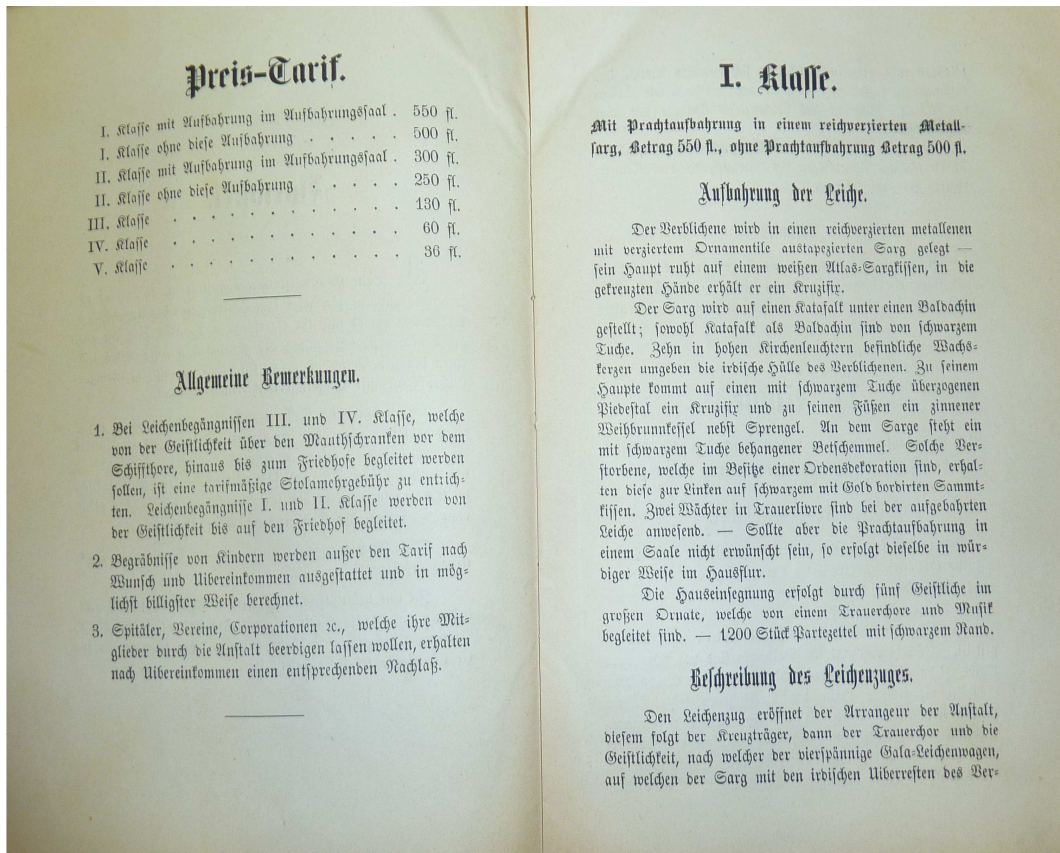 Preis-Tarif.
I. Klasse mit Aufbahrung im Aufbahrungssaal . 550 fl.
I. Klasse ohne diese Aufbahrung . . . . . 500 fl.
II. Klasse mit Aufbahrung im Aufbahrungssaal . 300 fl.
II. Klasse ohne diese Aufbahrung . . . . . 250 fl.
III. Klasse . . . . . . . . . . . . 130 fl.
IV. Klasse . . . . . . . . . . . . 60 fl.
V. Klasse . . . . . . . . . . . . 36 fl.
Allgemeine Bemerkungen.
1. Bei Leichenbegängnissen III. und IV. Klasse, welche
von der Geistlichkeit über den Mauthschranken vor dem
Schiffthore, hinaus bis zum Friedhofe begleitet werden
sollen, ist eine tarifmäßige Stolamehrgebühr zu entrich-
ten. Leichenbegängnisse I. und II. Klasse werden von
der Geistlichkeit bis auf den Friedhof begleitet.
2. Begräbnisse von Kindern werden außer den Tarif nach
Wunsch und Uibereinkommen ausgestattet und in mög-
lichst billigster Weise berechnet.
3. Spitäler, Vereine, Corporationen ꝛc., welche ihre Mit-
glieder durch die Anstalt beerdigen lassen wollen, erhalten
nach Uibereinkommen einen entsprechenden Nachlaß.
I. Klasse.
Mit Prachtaufbahrung in einem reichverzierten Metall-
sarg, Betrag 550 fl., ohne Prachtaufbahrung Betrag 500 fl.
Aufbahrung der Leiche.
Der Verblichene wird in einen reichverzierten metallenen
mit verziertem Ornamentile austapezierten Sarg gelegt —
sein Haupt ruht auf einem weißen Atlas-Sargkissen, in die
gekreuzten Hände erhält er ein Kruzifix.
Der Sarg wird auf einen Katafalk unter einen Baldachin
gestellt; sowohl Katafalk als Baldachin sind von schwarzem
Tuche. Zehn in hohen Kirchenleuchtern befindliche Wachs-
kerzen umgeben die irdische Hülle des Verblichenen. Zu seinem
Haupte kommt auf einen mit schwarzem Tuche überzogenen
Piedestal ein Kruzifix und zu seinen Füßen ein zinnener
Weihbrunnkessel nebst Sprengel. An dem Sarge steht ein
mit schwarzem Tuche behangener Betschemmel. Solche Ver-
storbene, welche im Besitze einer Ordensdekoration sind, erhal-
ten diese zur Linken auf schwarzem mit Gold bordirten Sammt-
kissen. Zwei Wächter in Trauerlivre sind bei der aufgebahrten
Leiche anwesend. — Sollte aber die Prachtaufbahrung in
einem Saale nicht erwünscht sein, so erfolgt dieselbe in wür-
diger Weise im Hausflur.
Die Hauseinsegnung erfolgt durch fünf Geistliche im
großen Ornate, welche von einem Trauerchore und Musik
begleitet sind. — 1200 Stück Partezettel mit schwarzem Rand.
Beschreibung des Leichenzuges.
Den Leichenzug eröffnet der Arrangeur der Anstalt,
diesem folgt der Kreuzträger, dann der Trauerchor und die
Geistlichkeit, nach welcher der vierspännige Gala-Leichenwagen,
auf welchen der Sarg mit den irdischen Uiberresten des Ver-